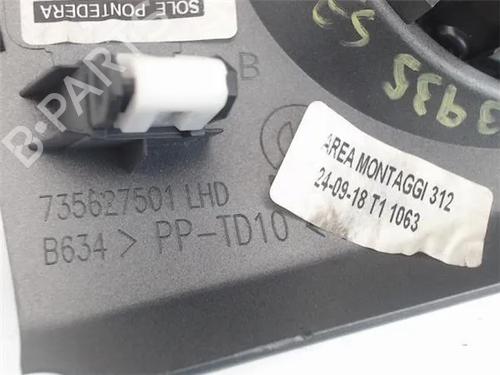 SOLE PONTEDERA
B-PARTS
B
735627501 LHD
B634 > PP-TD10 <
AREA MONTAGGI 312
24-09-18 T1 1063